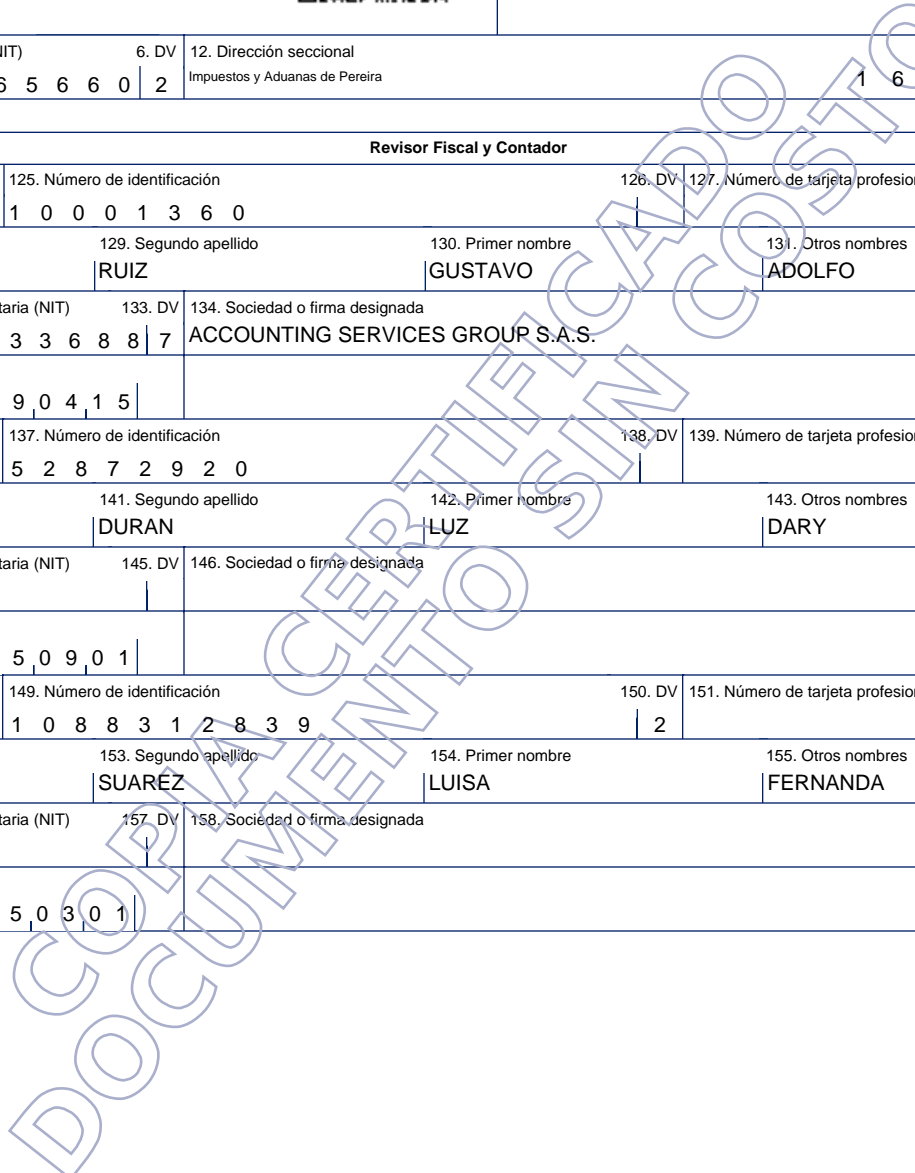 NIT) 6. DV 12. Dirección seccional
6 5 6 6 0 2 Impuestos y Aduanas de Pereira 1 6
Revisor Fiscal y Contador
125. Número de identificación 126. DV 127. Número de tarjeta profesion
1 0 0 0 1 3 6 0
129. Segundo apellido 130. Primer nombre 131. Otros nombres
RUIZ GUSTAVO ADOLFO
taria (NIT) 133. DV 134. Sociedad o firma designada
3 3 6 8 8 7 ACCOUNTING SERVICES GROUP S.A.S.
9 0 4 1 5
137. Número de identificación 138. DV 139. Número de tarjeta profesion
5 2 8 7 2 9 2 0
141. Segundo apellido 142. Primer nombre 143. Otros nombres
DURAN LUZ DARY
taria (NIT) 145. DV 146. Sociedad o firma designada
5 0 9 0 1
149. Número de identificación 150. DV 151. Número de tarjeta profesion
1 0 8 8 3 1 2 8 3 9 2
153. Segundo apellido 154. Primer nombre 155. Otros nombres
SUAREZ LUISA FERNANDA
taria (NIT) 157. DV 158. Sociedad o firma designada
5 0 3 0 1
COPIA CERTIFICADO
DOCUMENTO SIN COSTO